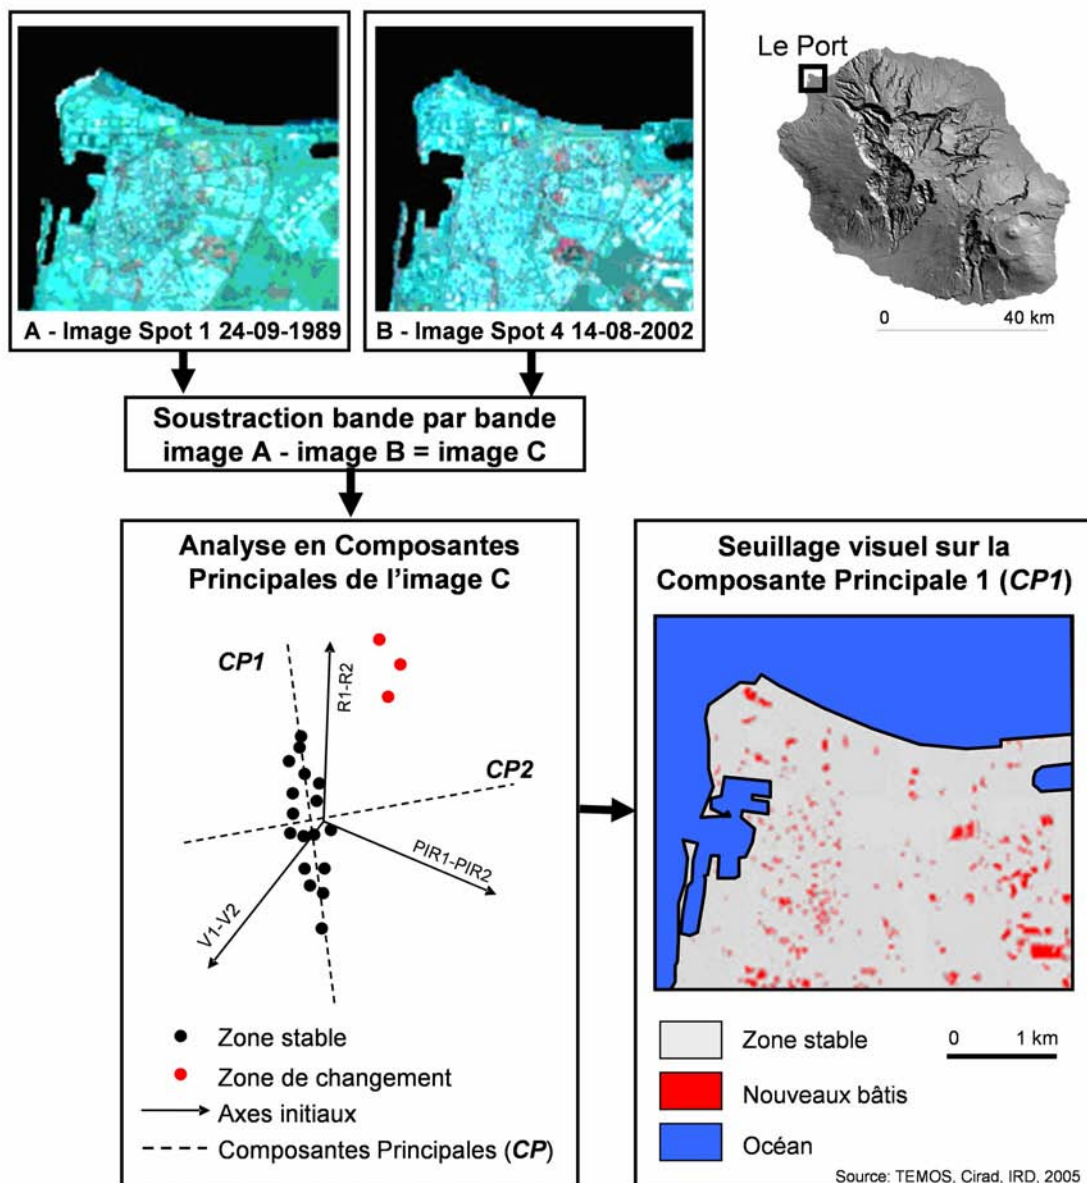 A - Image Spot 1 24-09-1989
B - Image Spot 4 14-08-2002
Le Port
0 40 km
Soustraction bande par bande
image A - image B = image C
Analyse en Composantes
Principales de l'image C
CP1
R1-R2
CP2
PIR1-PIR2
V1-V2
Zone stable
Zone de changement
Axes initiaux
Composantes Principales (CP)
Seuillage visuel sur la
Composante Principale 1 (CP1)
Zone stable
0 1 km
Nouveaux bâtis
Océan
Source: TEMOS, Cirad, IRD, 2005